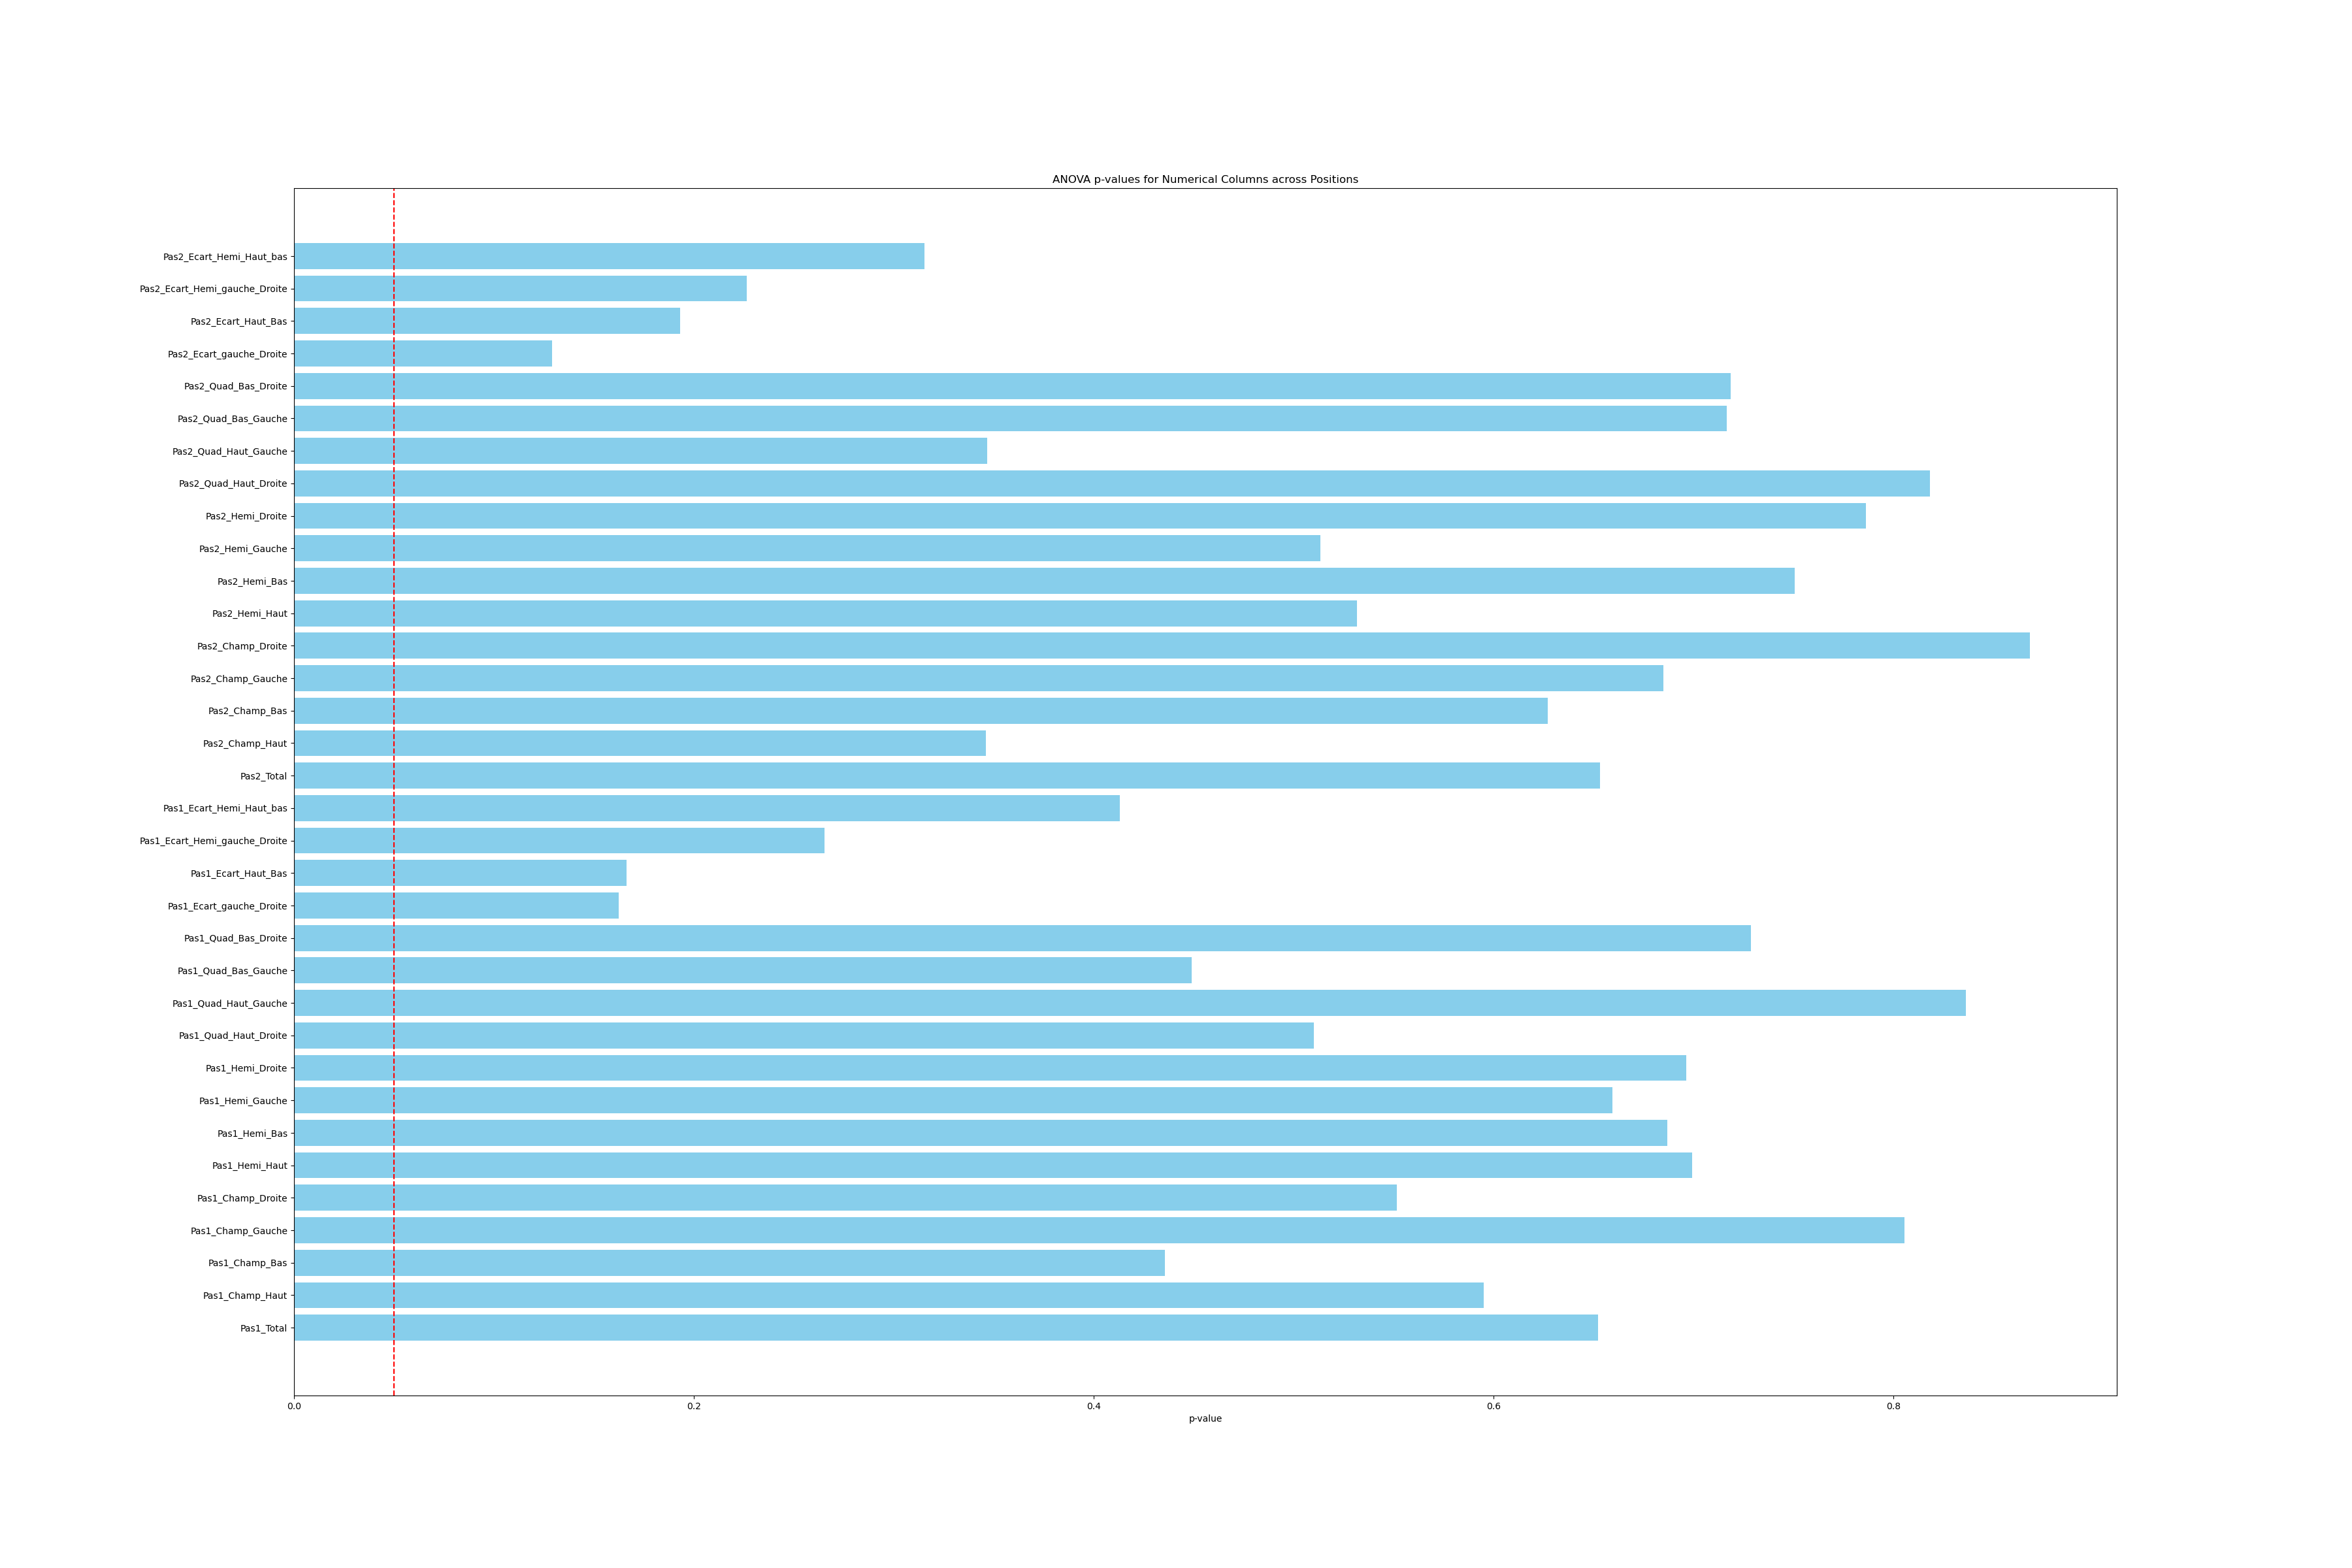 ANOVA p-values for Numerical Columns across Positions
Pas2_Ecart_Hemi_Haut_bas
Pas2_Ecart_Hemi_gauche_Droite
Pas2_Ecart_Haut_Bas
Pas2_Ecart_gauche_Droite
Pas2_Quad_Bas_Droite
Pas2_Quad_Bas_Gauche
Pas2_Quad_Haut_Gauche
Pas2_Quad_Haut_Droite
Pas2_Hemi_Droite
Pas2_Hemi_Gauche
Pas2_Hemi_Bas
Pas2_Hemi_Haut
Pas2_Champ_Droite
Pas2_Champ_Gauche
Pas2_Champ_Bas
Pas2_Champ_Haut
Pas2_Total
Pas1_Ecart_Hemi_Haut_bas
Pas1_Ecart_Hemi_gauche_Droite
Pas1_Ecart_Haut_Bas
Pas1_Ecart_gauche_Droite
Pas1_Quad_Bas_Droite
Pas1_Quad_Bas_Gauche
Pas1_Quad_Haut_Gauche
Pas1_Quad_Haut_Droite
Pas1_Hemi_Droite
Pas1_Hemi_Gauche
Pas1_Hemi_Bas
Pas1_Hemi_Haut
Pas1_Champ_Droite
Pas1_Champ_Gauche
Pas1_Champ_Bas
Pas1_Champ_Haut
Pas1_Total
0.0 0.2 0.4 0.6 0.8
p-value